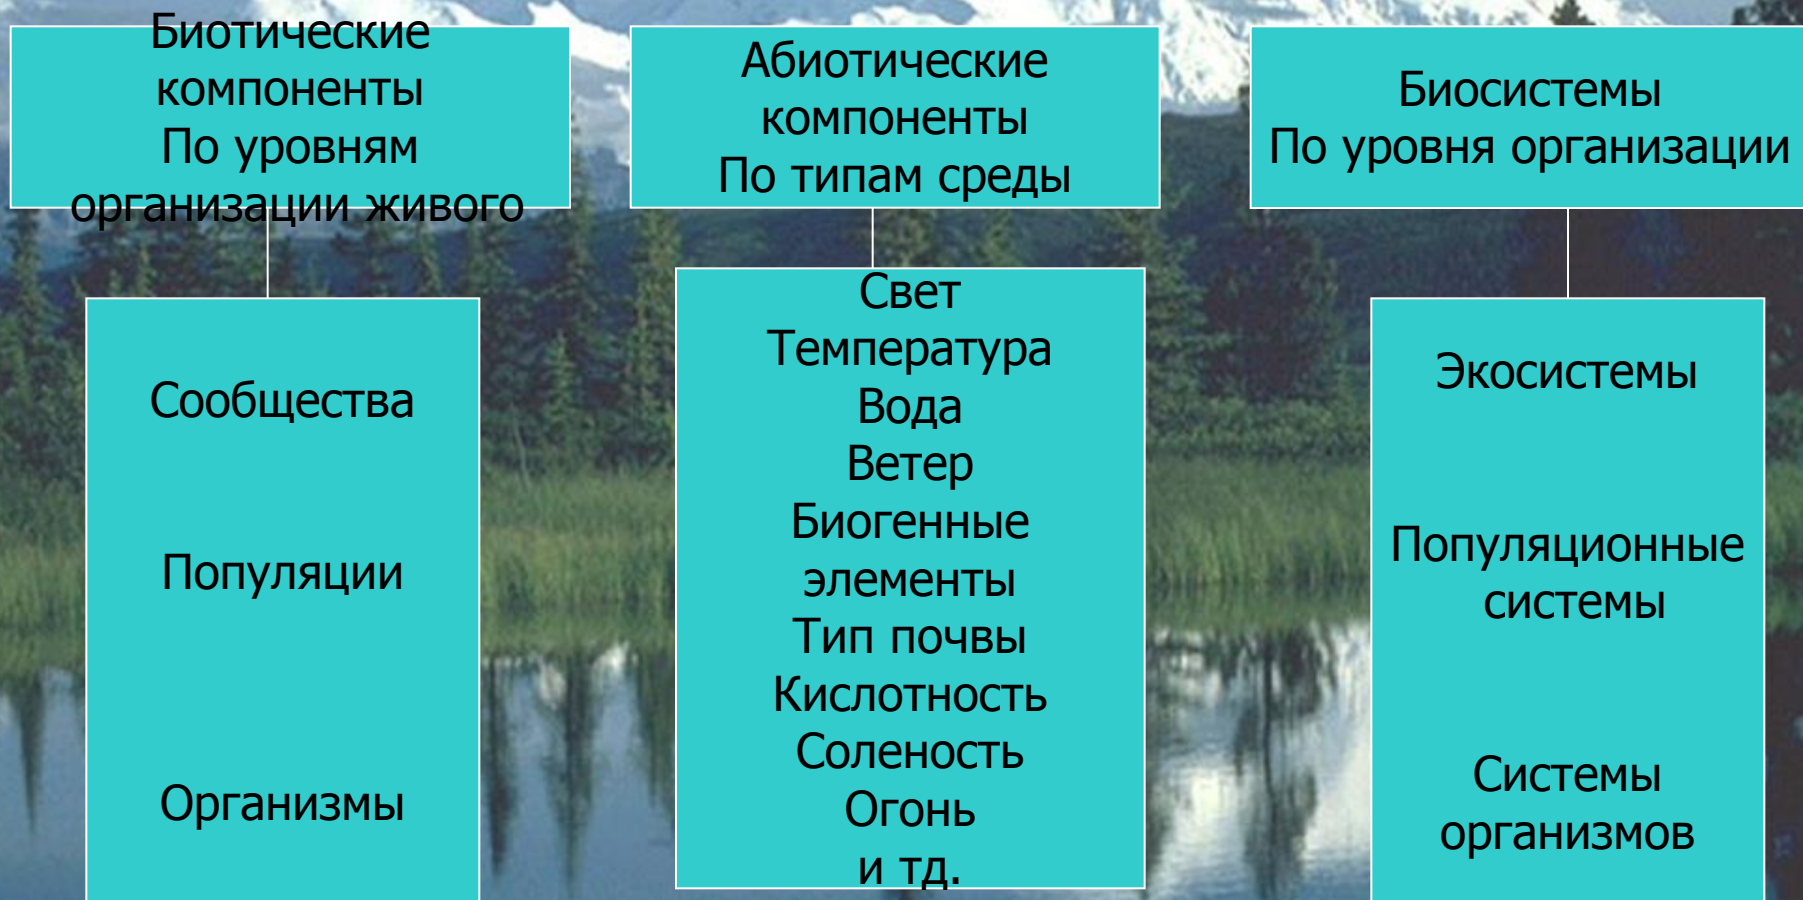 Биотические
компоненты
По уровням
организации живого
Сообщества
Популяции
Организмы
Абиотические
компоненты
По типам среды
Свет
Температура
Вода
Ветер
Биогенные
элементы
Тип почвы
Кислотность
Соленость
Огонь
и тд.
Биосистемы
По уровня организации
Экосистемы
Популяционные
системы
Системы
организмов